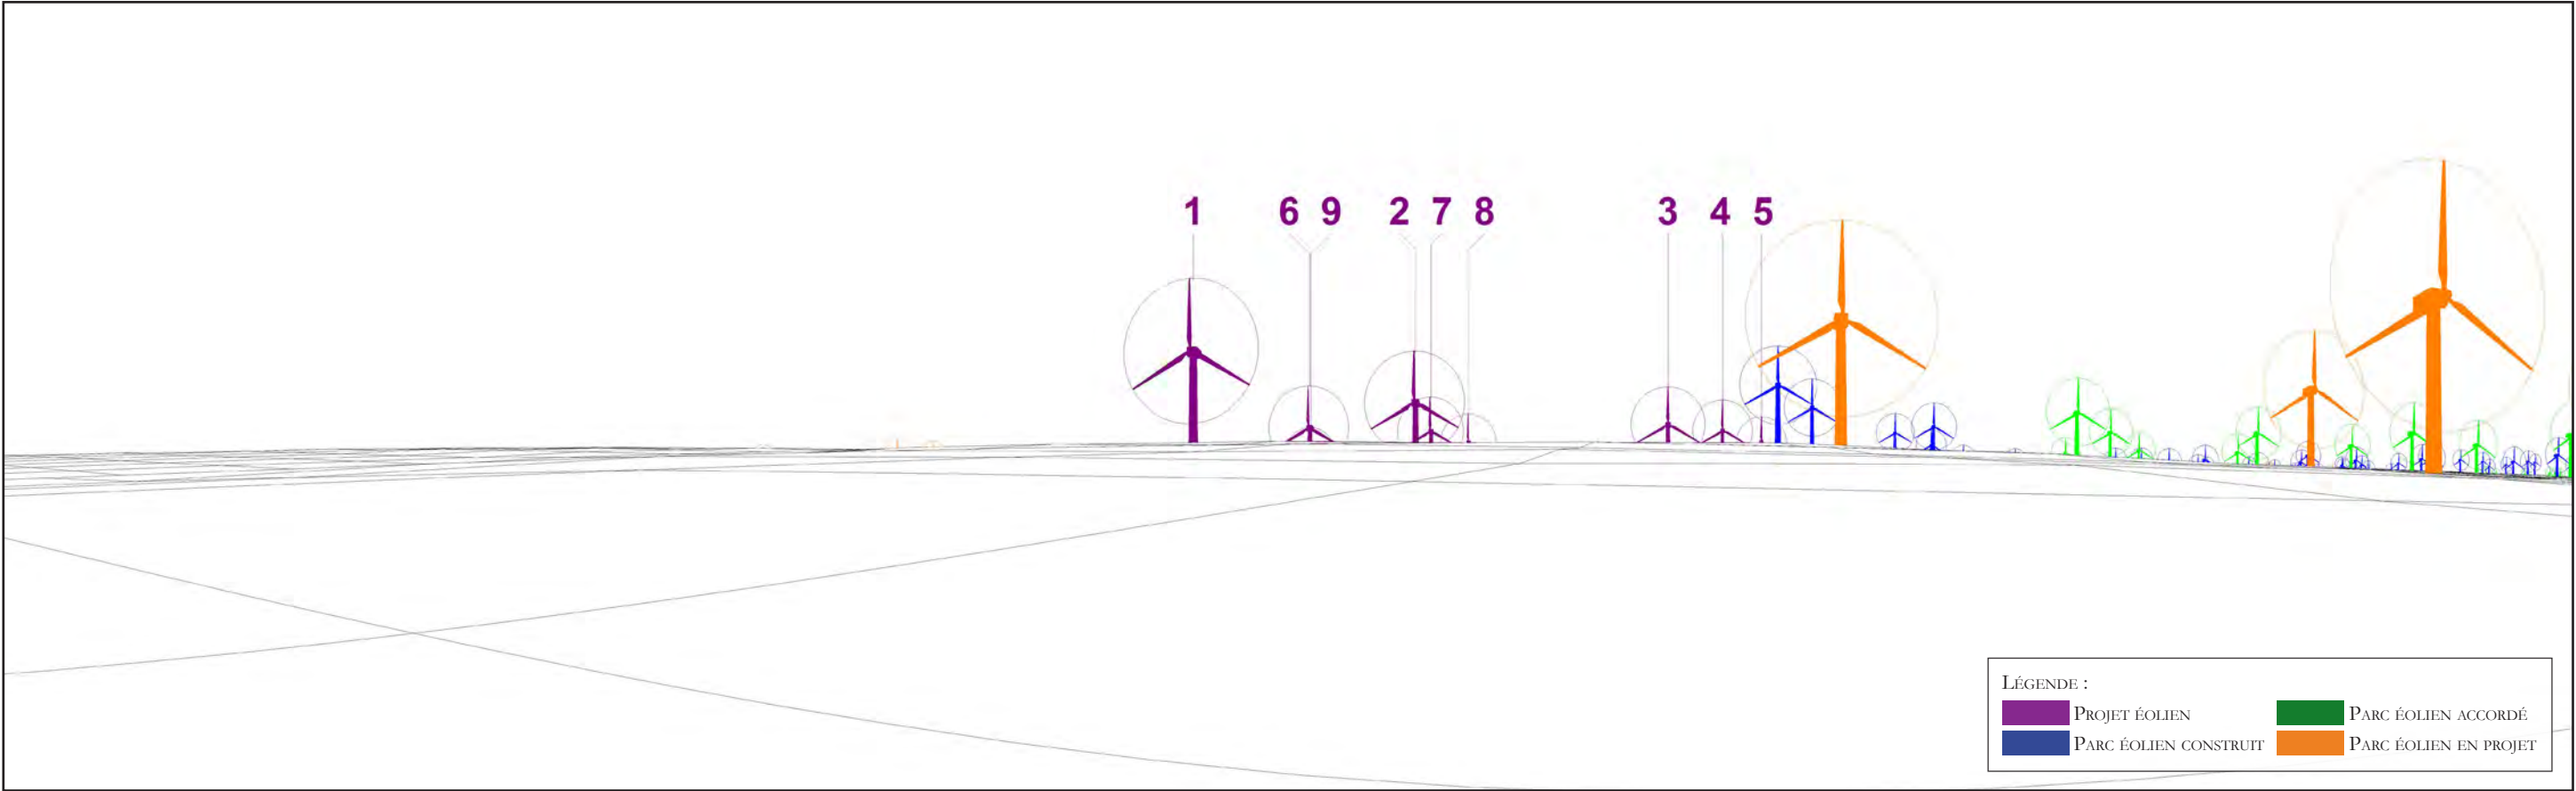 1 6 9 2 7 8 3 4 5
LÉGENDE :
PROJET ÉOLIEN PARC ÉOLIEN ACCORDÉ
PARC ÉOLIEN CONSTRUIT PARC ÉOLIEN EN PROJET